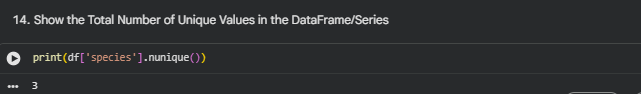 14. Show the Total Number of Unique Values in the DataFrame/Series
print(df['species'].nunique())
3